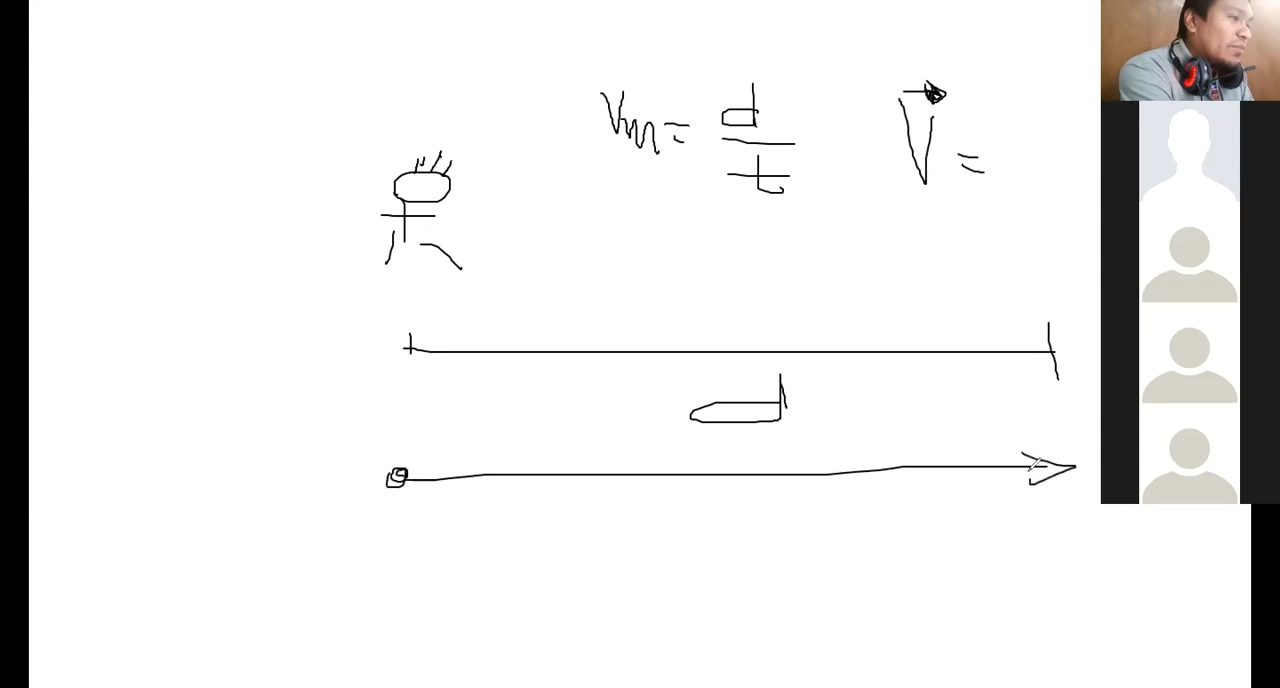 Vm = d/t V⃗ =
d